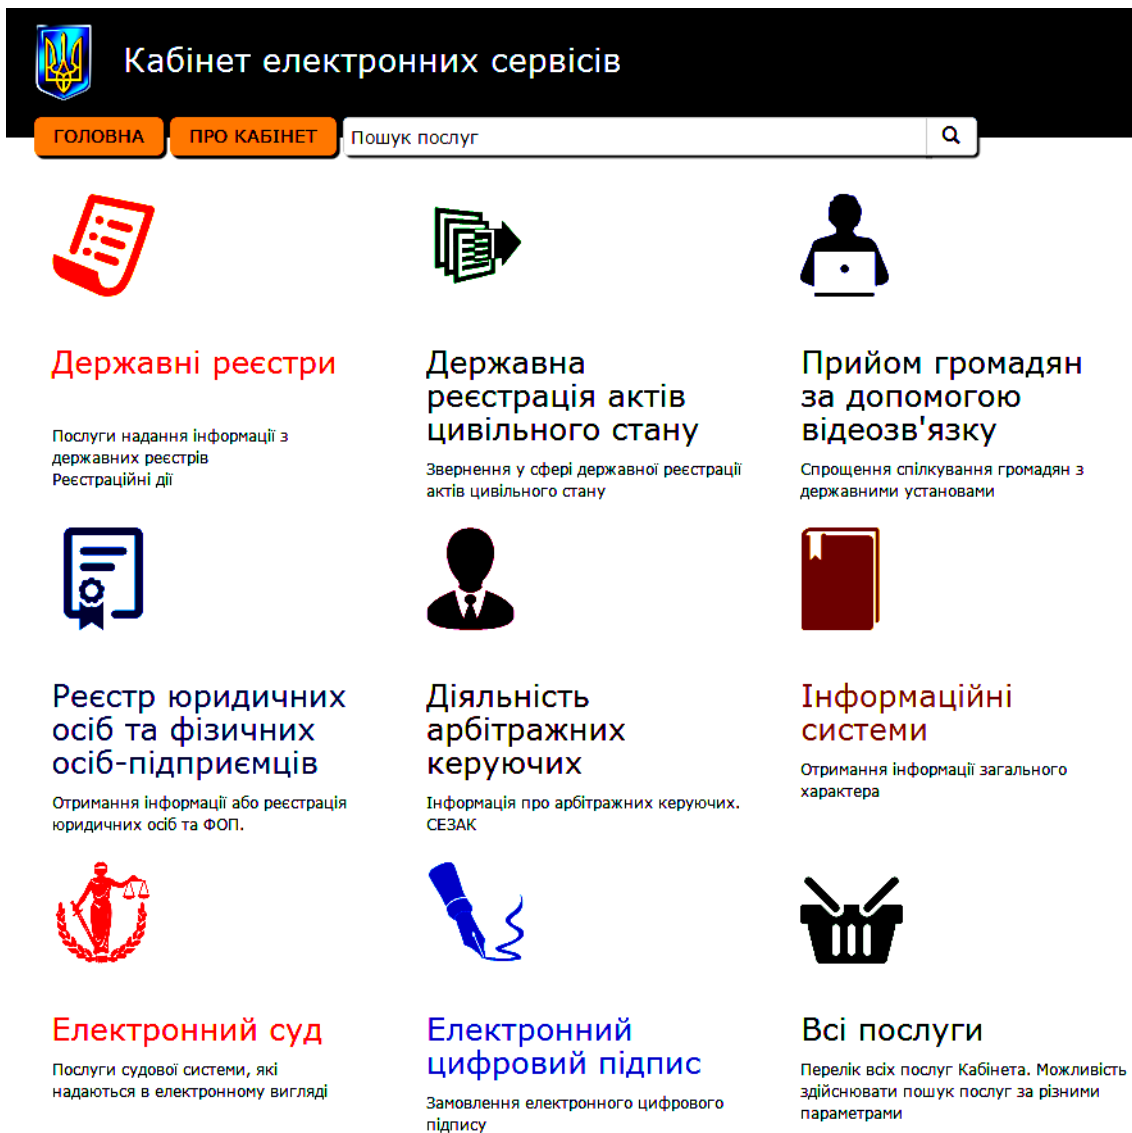 Кабінет електронних сервісів
ГОЛОВНА
ПРО КАБІНЕТ
Пошук послуг
Державні реєстри
Послуги надання інформації з
державних реєстрів
Реєстраційні дії
Державна
реєстрація актів
цивільного стану
Звернення у сфері державної реєстрації
актів цивільного стану
Прийом громадян
за допомогою
відеозв'язку
Спрощення спілкування громадян з
державними установами
Реєстр юридичних
осіб та фізичних
осіб-підприємців
Отримання інформації або реєстрація
юридичних осіб та ФОП.
Діяльність
арбітражних
керуючих
Інформація про арбітражних керуючих.
СЕЗАК
Інформаційні
системи
Отримання інформації загального
характера
Електронний суд
Послуги судової системи, які
надаються в електронному вигляді
Електронний
цифровий підпис
Замовлення електронного цифрового
підпису
Всі послуги
Перелік всіх послуг Кабінета. Можливість
здійснювати пошук послуг за різними
параметрами